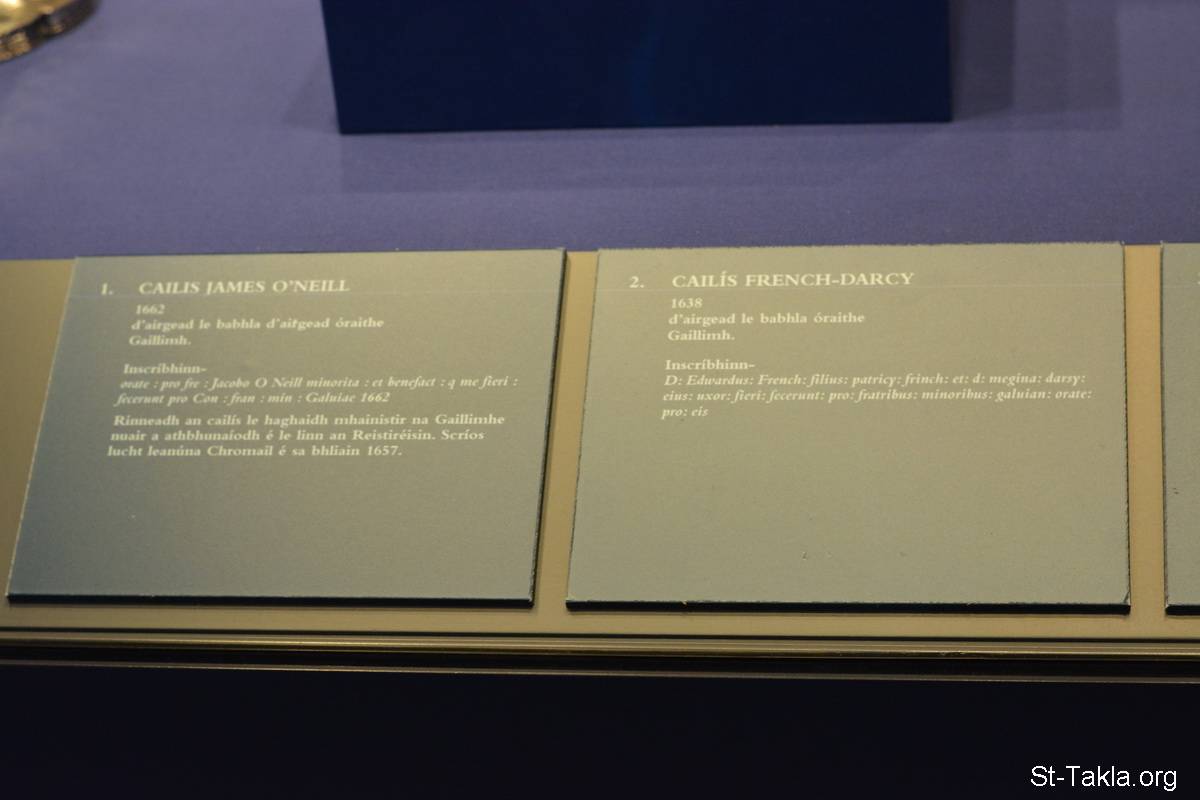 1. CAILIS JAMES O'NEILL
1662
d'airgead le babhla d'airgead óraithe
Gaillimh.
Inscríbhinn-
orate : pro fre : Jacobo O Neill minorita : et benefact : q me fieri :
fecerunt pro Con : fran : min : Galuiae 1662
Rinneadh an cailís le haghaidh mhainistir na Gaillimhe
nuair a athbhunaíodh é le linn an Reistiréisin. Scríos
lucht leanúna Chromail é sa bhliain 1657.
2. CAILÍS FRENCH-DARCY
1638
d'airgead le babhla óraithe
Gaillimh.
Inscríbhinn-
D: Edwardus: French: filius: patricy: frinch: et: d: megina: darsy:
eius: uxor: fieri: fecerunt: pro: fratribus: minoribus: galuian: orate:
pro: eis
St-Takla.org